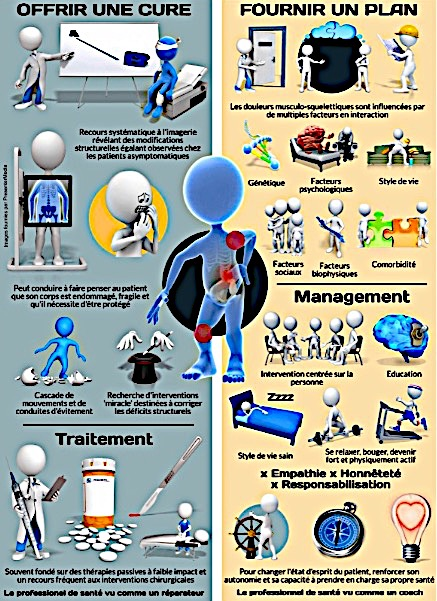 OFFRIR UNE CURE
Recours systématique à l'imagerie
révélant des modifications
structurelles égalant observées chez
les patients asymptomatiques
Images fournies par PresenterMedia
Peut conduire à faire penser au patient
que son corps est endommagé, fragile et
qu'il nécessite d'être protégé
Cascade de
mouvements et de
conduites d'évitement
Recherche d'interventions
'miracle' destinées à corriger
les déficits structurels
Traitement
Souvent fondé sur des thérapies passives à faible impact et
un recours fréquent aux interventions chirurgicales
Le professionel de santé vu comme un réparateur
FOURNIR UN PLAN
Les douleurs musculo-squelettiques sont influencées par
de multiples facteurs en interaction
Génétique
Facteurs
psychologiques
Style de vie
Facteurs
sociaux
Facteurs
biophysiques
Comorbidité
Management
Intervention centrée sur la
personne
Education
Zzzz
Style de vie sain
Se relaxer, bouger, devenir
fort et physiquement actif
x Empathie x Honnêteté
x Responsabilisation
Pour changer l'état d'esprit du patient, renforcer son
autonomie et sa capacité à prendre en charge sa propre santé
Le professionnel de santé vu comme un coach